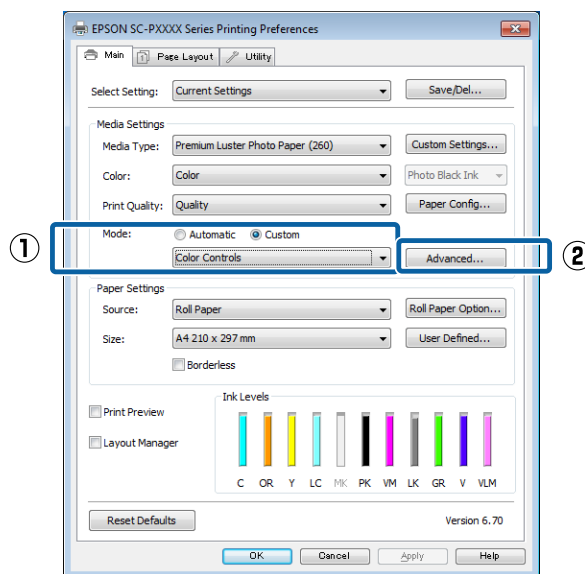 EPSON SC-PXXXX Series Printing Preferences
Main Page Layout Utility
Select Setting: Current Settings Save/Del...
Media Settings
Media Type: Premium Luster Photo Paper (260) Custom Settings...
Color: Color Photo Black Ink
Print Quality: Quality Paper Config...
① Mode: Automatic Custom ②
Color Controls Advanced...
Paper Settings
Source: Roll Paper Roll Paper Option...
Size: A4 210 x 297 mm User Defined...
Borderless
Ink Levels
Print Preview
Layout Manager
C OR Y LC MK PK VM LK GR V VLM
Reset Defaults Version 6.70
OK Cancel Apply Help